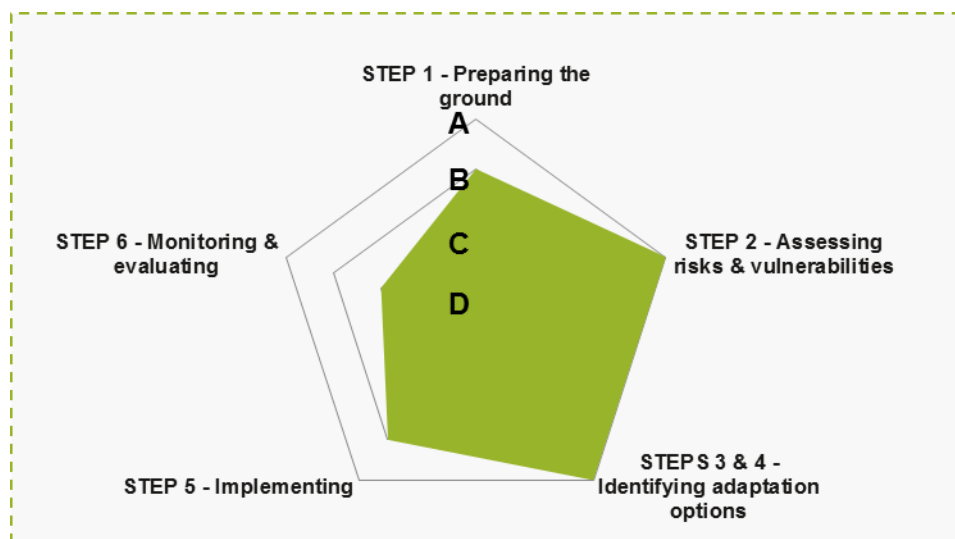 STEP 1 - Preparing the
ground
A
B
STEP 6 - Monitoring &
evaluating
C
STEP 2 - Assessing
risks & vulnerabilities
D
STEP 5 - Implementing
STEPS 3 & 4 -
Identifying adaptation
options